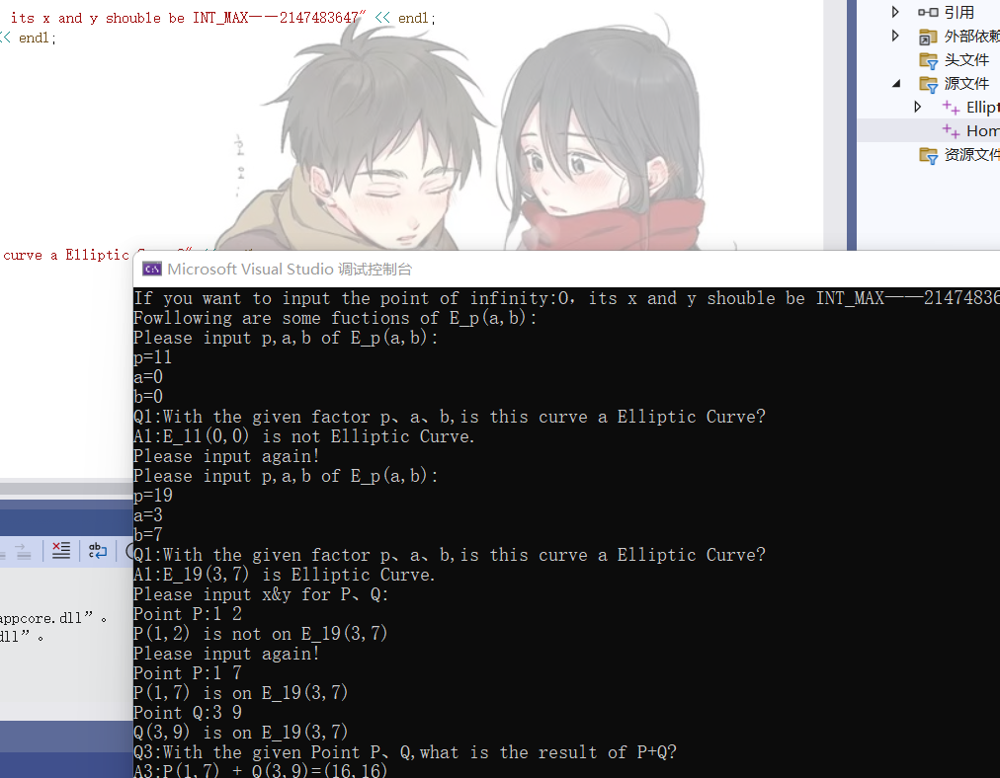 its x and y shouble be INT_MAX——2147483647" << endl;
<< endl;
引用
外部依赖
头文件
源文件
Ellipt
Hom
资源文件
curve a Elliptic
Microsoft Visual Studio 调试控制台
If you want to input the point of infinity:O, its x and y shouble be INT_MAX——21474836
Fowllowing are some fuctions of E_p(a,b):
Please input p,a,b of E_p(a,b):
p=11
a=0
b=0
Q1:With the given factor p、a、b,is this curve a Elliptic Curve?
A1:E_11(0,0) is not Elliptic Curve.
Please input again!
Please input p,a,b of E_p(a,b):
p=19
a=3
b=7
Q1:With the given factor p、a、b,is this curve a Elliptic Curve?
A1:E_19(3,7) is Elliptic Curve.
Please input x&y for P、Q:
Point P:1 2
P(1,2) is not on E_19(3,7)
Please input again!
Point P:1 7
P(1,7) is on E_19(3,7)
Point Q:3 9
Q(3,9) is on E_19(3,7)
Q3:With the given Point P、Q,what is the result of P+Q?
A3:P(1,7) + Q(3,9)=(16,16)
appcore.dll”。
dll”。